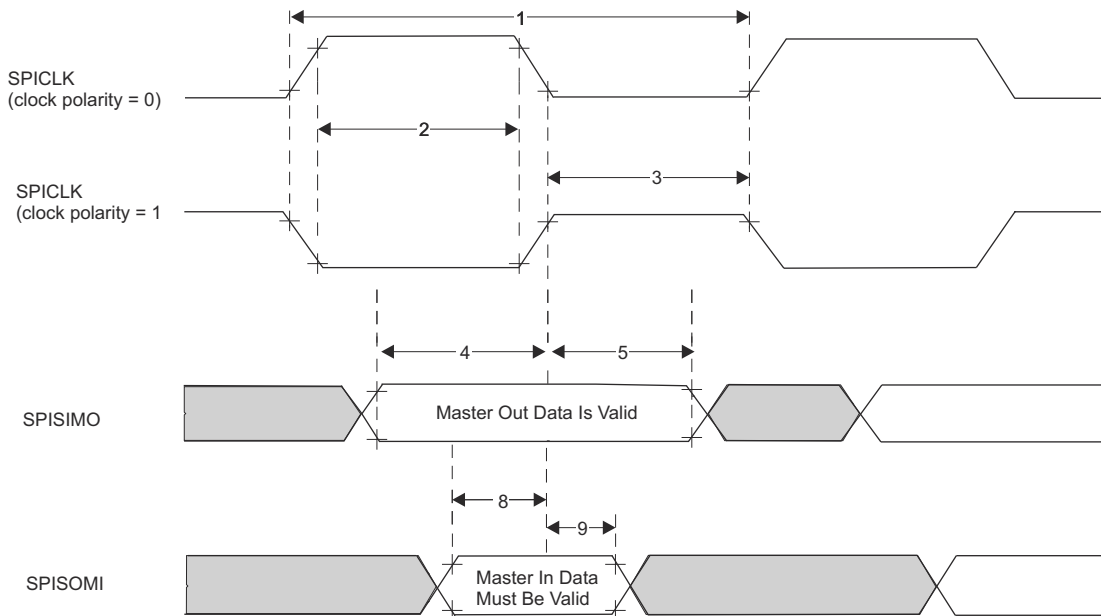 1
SPICLK
(clock polarity = 0)
2
3
SPICLK
(clock polarity = 1
4
5
SPISIMO
Master Out Data Is Valid
8
9
SPISOMI
Master In Data
Must Be Valid